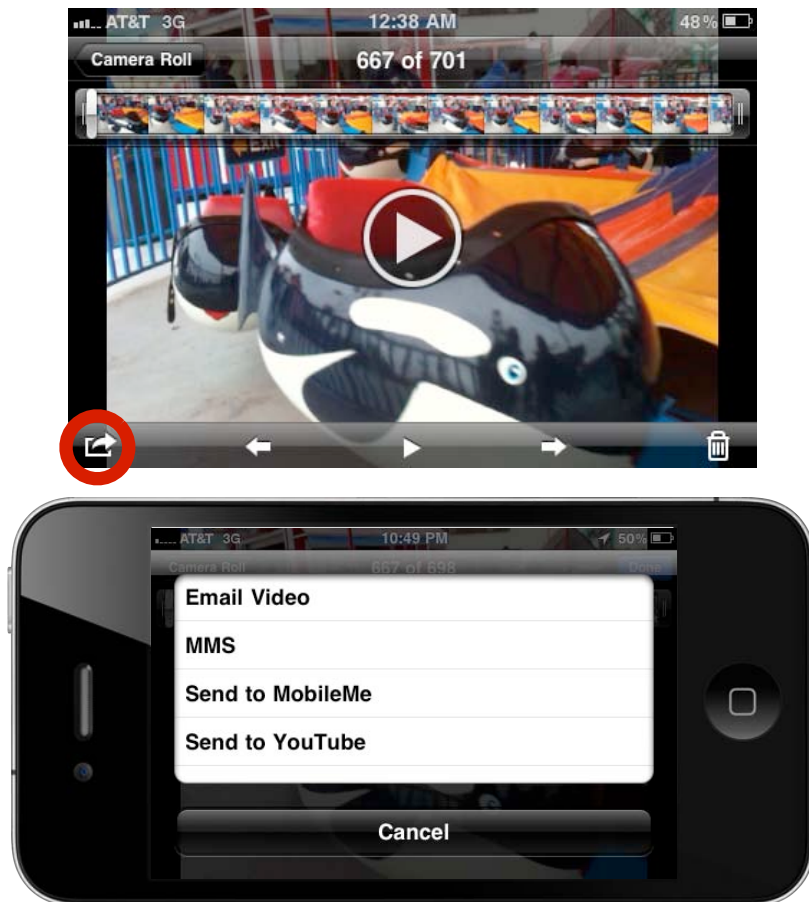 AT&T 3G 12:38 AM 48%
Camera Roll 667 of 701
EXIT
AT&T 3G 10:49 PM 50%
Camera Roll 667 of 698 Done
Email Video
MMS
Send to MobileMe
Send to YouTube
Cancel